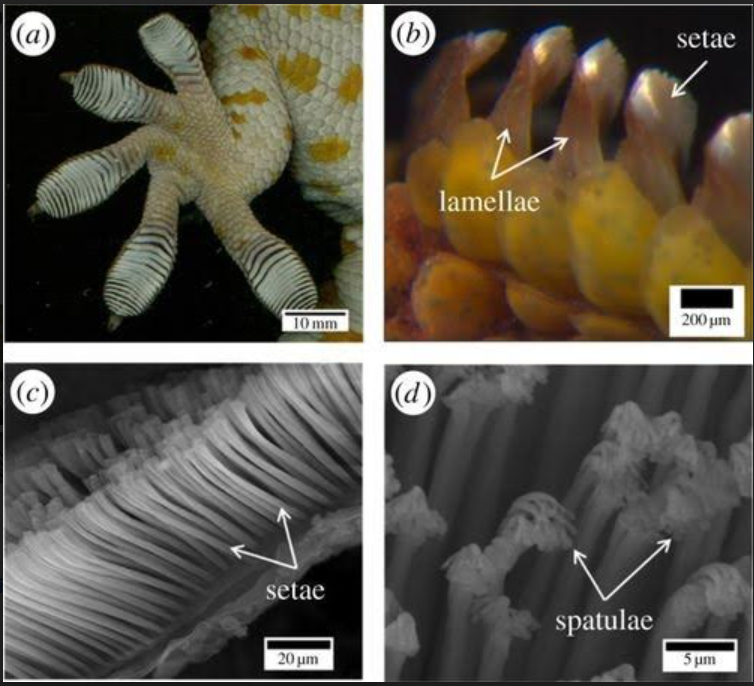 (a)
10 mm
(b)
setae
lamellae
200 µm
(c)
setae
20 µm
(d)
spatulae
5 µm